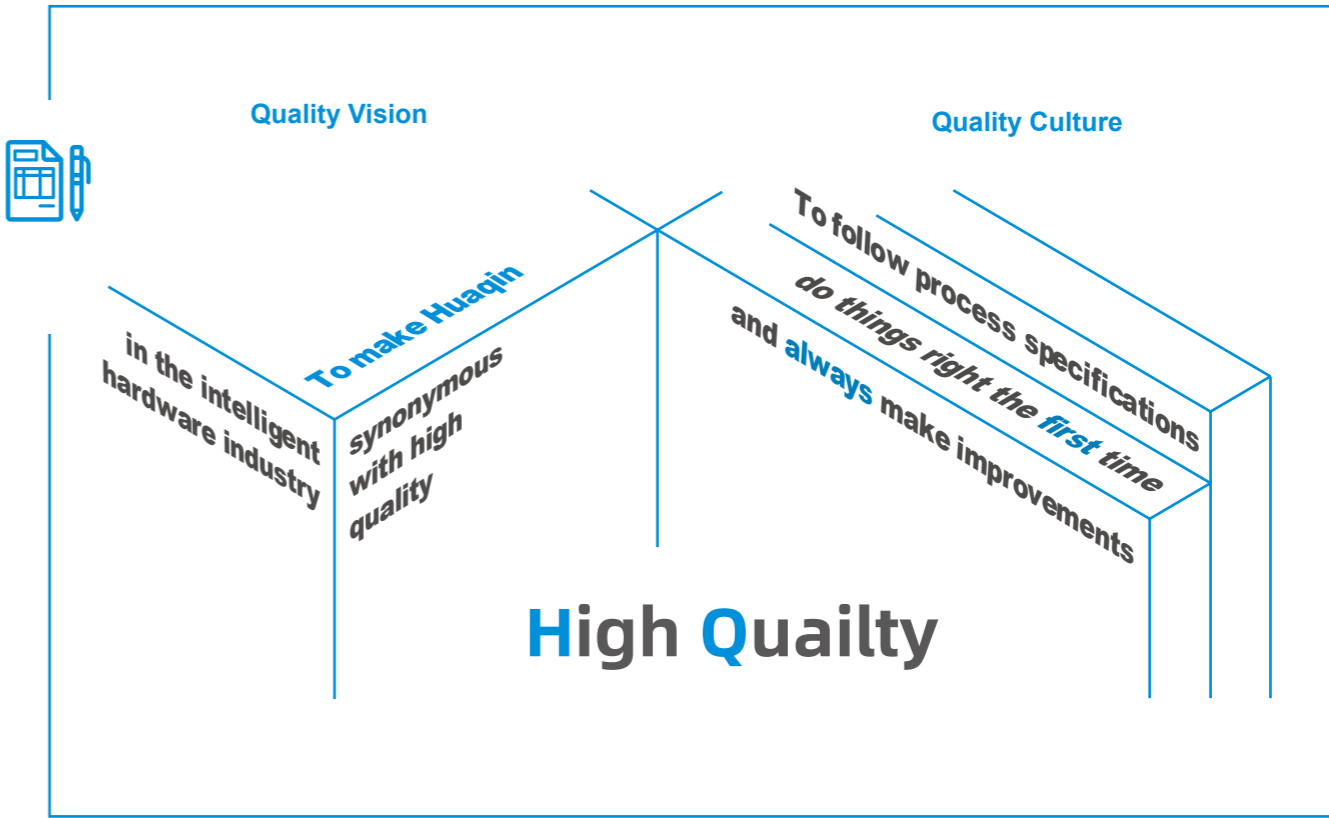 Quality Vision
To make Huaqin
synonymous
with high
quality
in the intelligent
hardware industry
Quality Culture
To follow process specifications
do things right the first time
and always make improvements
High Quailty